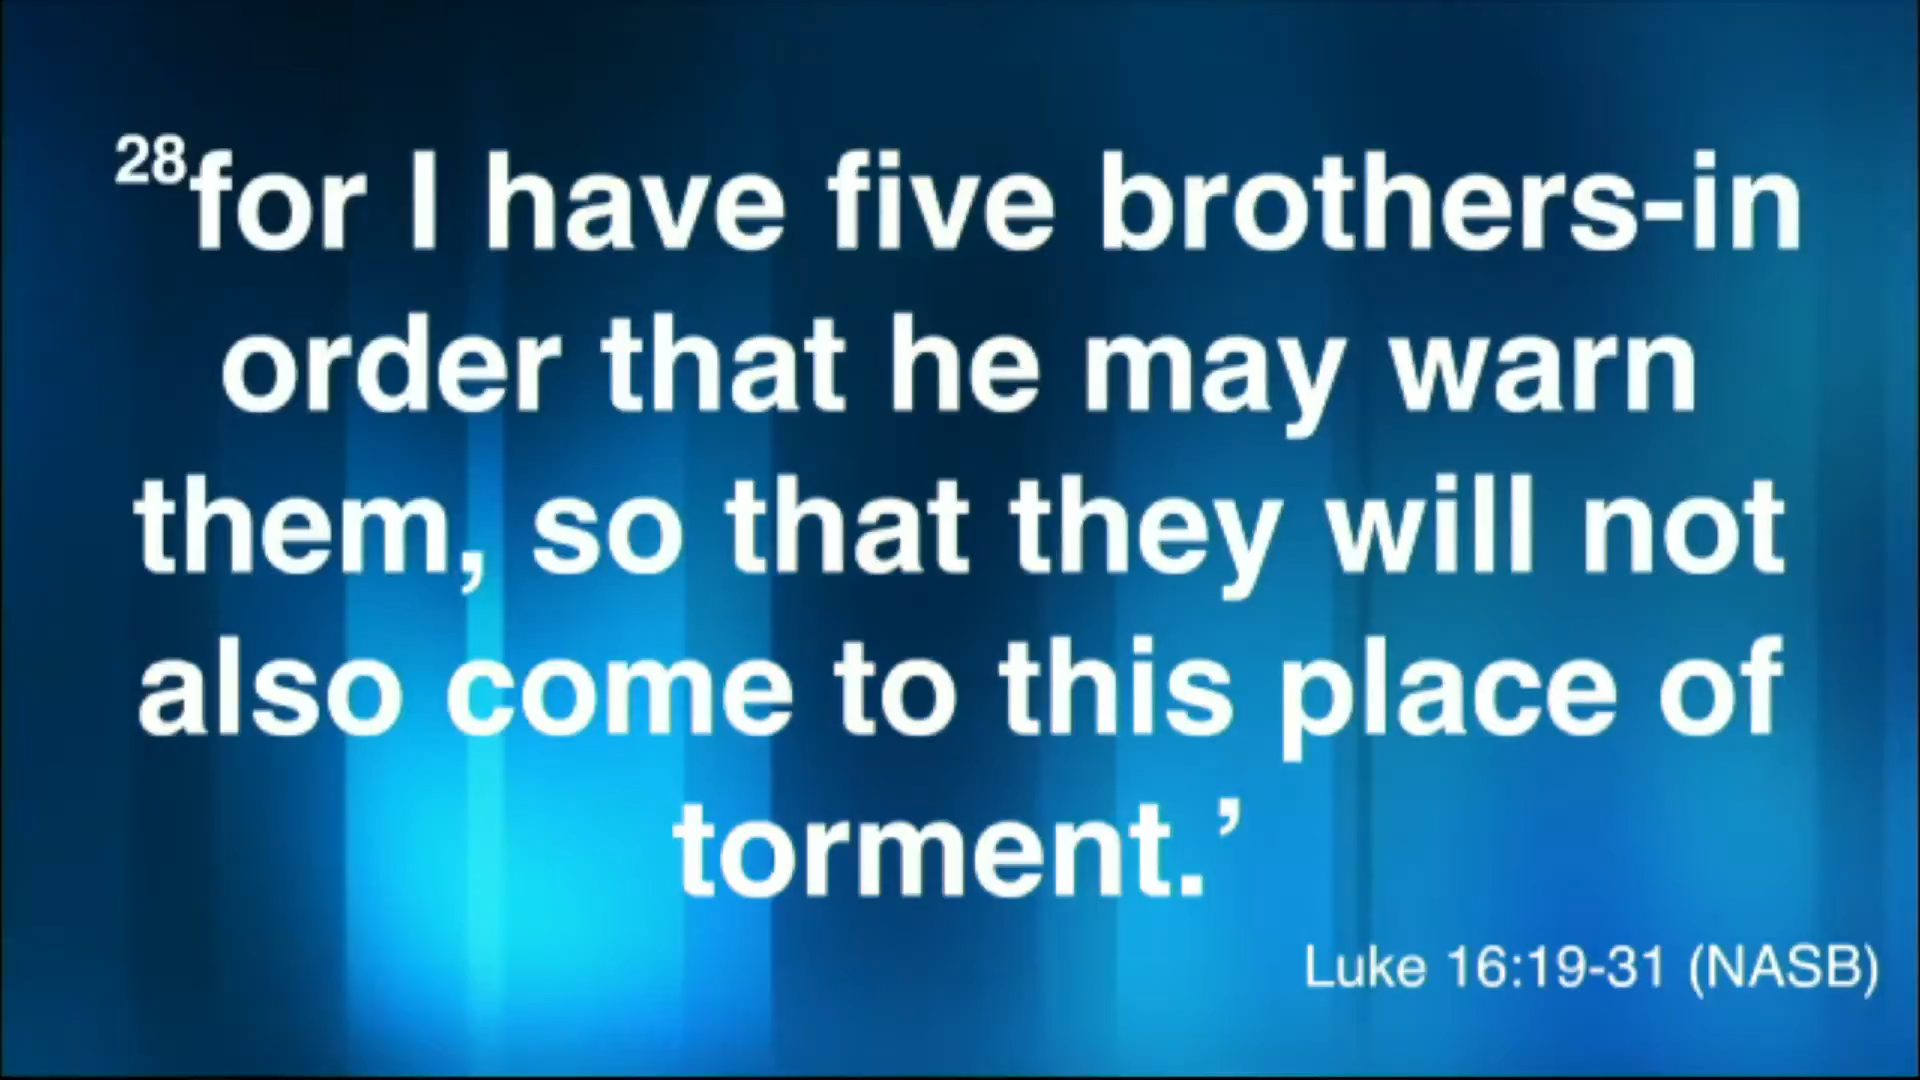 28for I have five brothers-in
order that he may warn
them, so that they will not
also come to this place of
torment.’
Luke 16:19-31 (NASB)